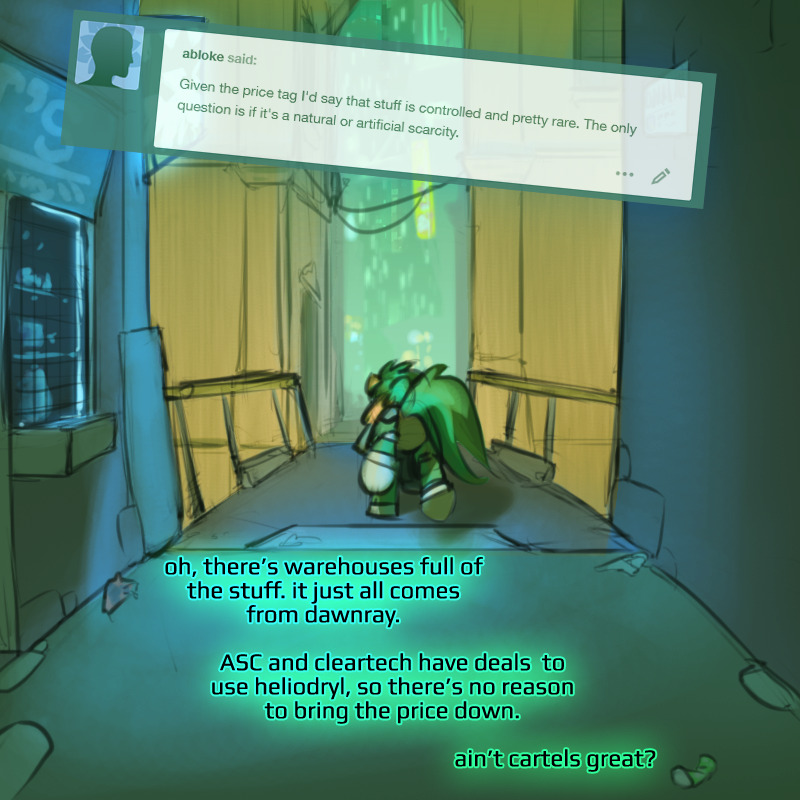 abloke said:
Given the price tag I'd say that stuff is controlled and pretty rare. The only
question is if it's a natural or artificial scarcity.
oh, there's warehouses full of
the stuff. it just all comes
from dawnray.
ASC and cleartech have deals to
use heliodryl, so there's no reason
to bring the price down.
ain't cartels great?